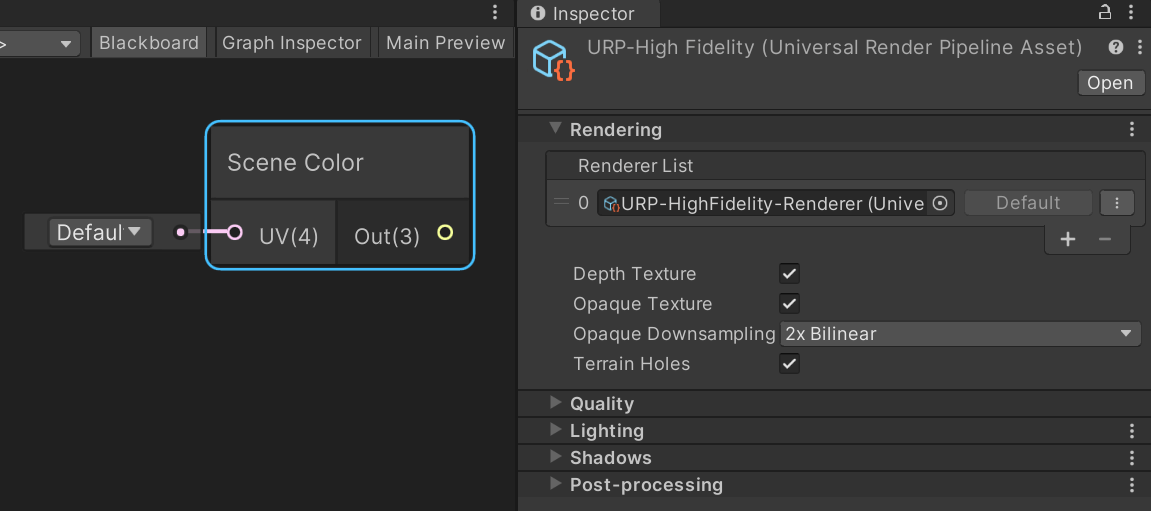 Blackboard
Graph Inspector
Main Preview
Scene Color
Defaul
UV(4)
Out(3)
Inspector
URP-High Fidelity (Universal Render Pipeline Asset)
Open
Rendering
Renderer List
0
URP-HighFidelity-Renderer (Unive
Default
Depth Texture
Opaque Texture
Opaque Downsampling
2x Bilinear
Terrain Holes
Quality
Lighting
Shadows
Post-processing